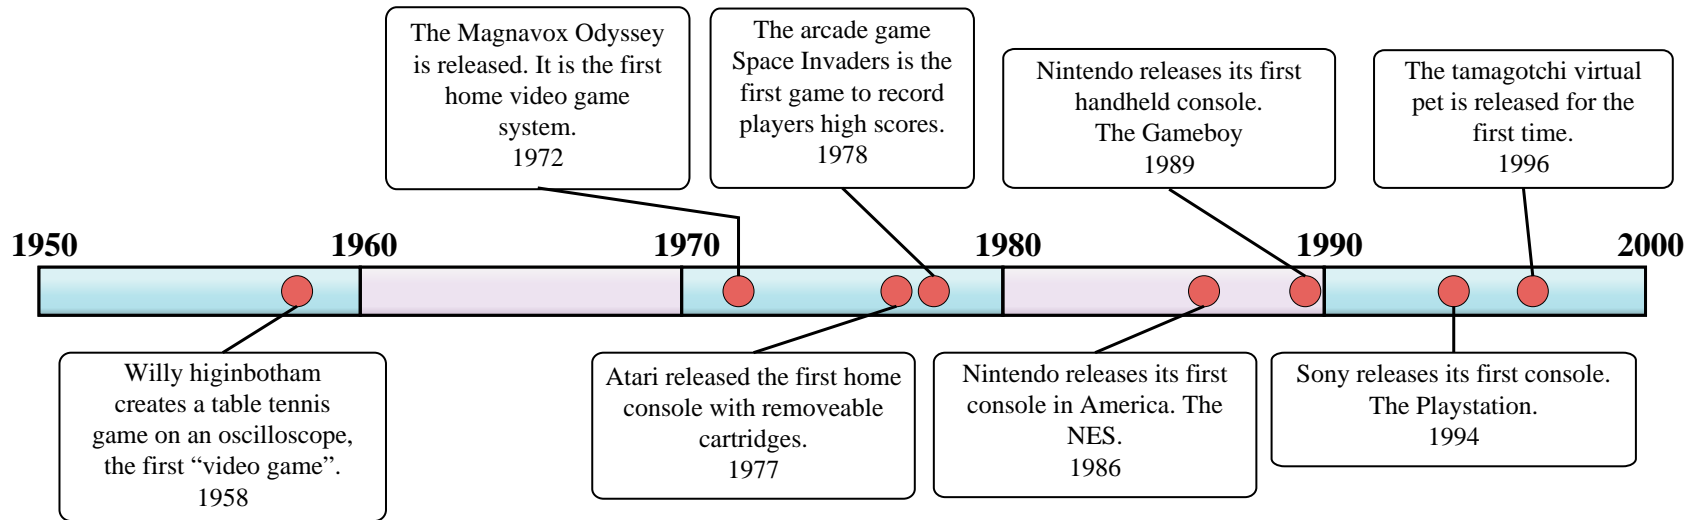 The Magnavox Odyssey
is released. It is the first
home video game
system.
1972
The arcade game
Space Invaders is the
first game to record
players high scores.
1978
Nintendo releases its first
handheld console.
The Gameboy
1989
The tamagotchi virtual
pet is released for the
first time.
1996
1950
1960
1970
1980
1990
2000
Willy higinbotham
creates a table tennis
game on an oscilloscope,
the first “video game”.
1958
Atari released the first home
console with removeable
cartridges.
1977
Nintendo releases its first
console in America. The
NES.
1986
Sony releases its first console.
The Playstation.
1994